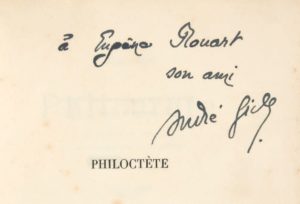 à Eugène Rouart
son ami
André Gide
PHILOCTÈTE